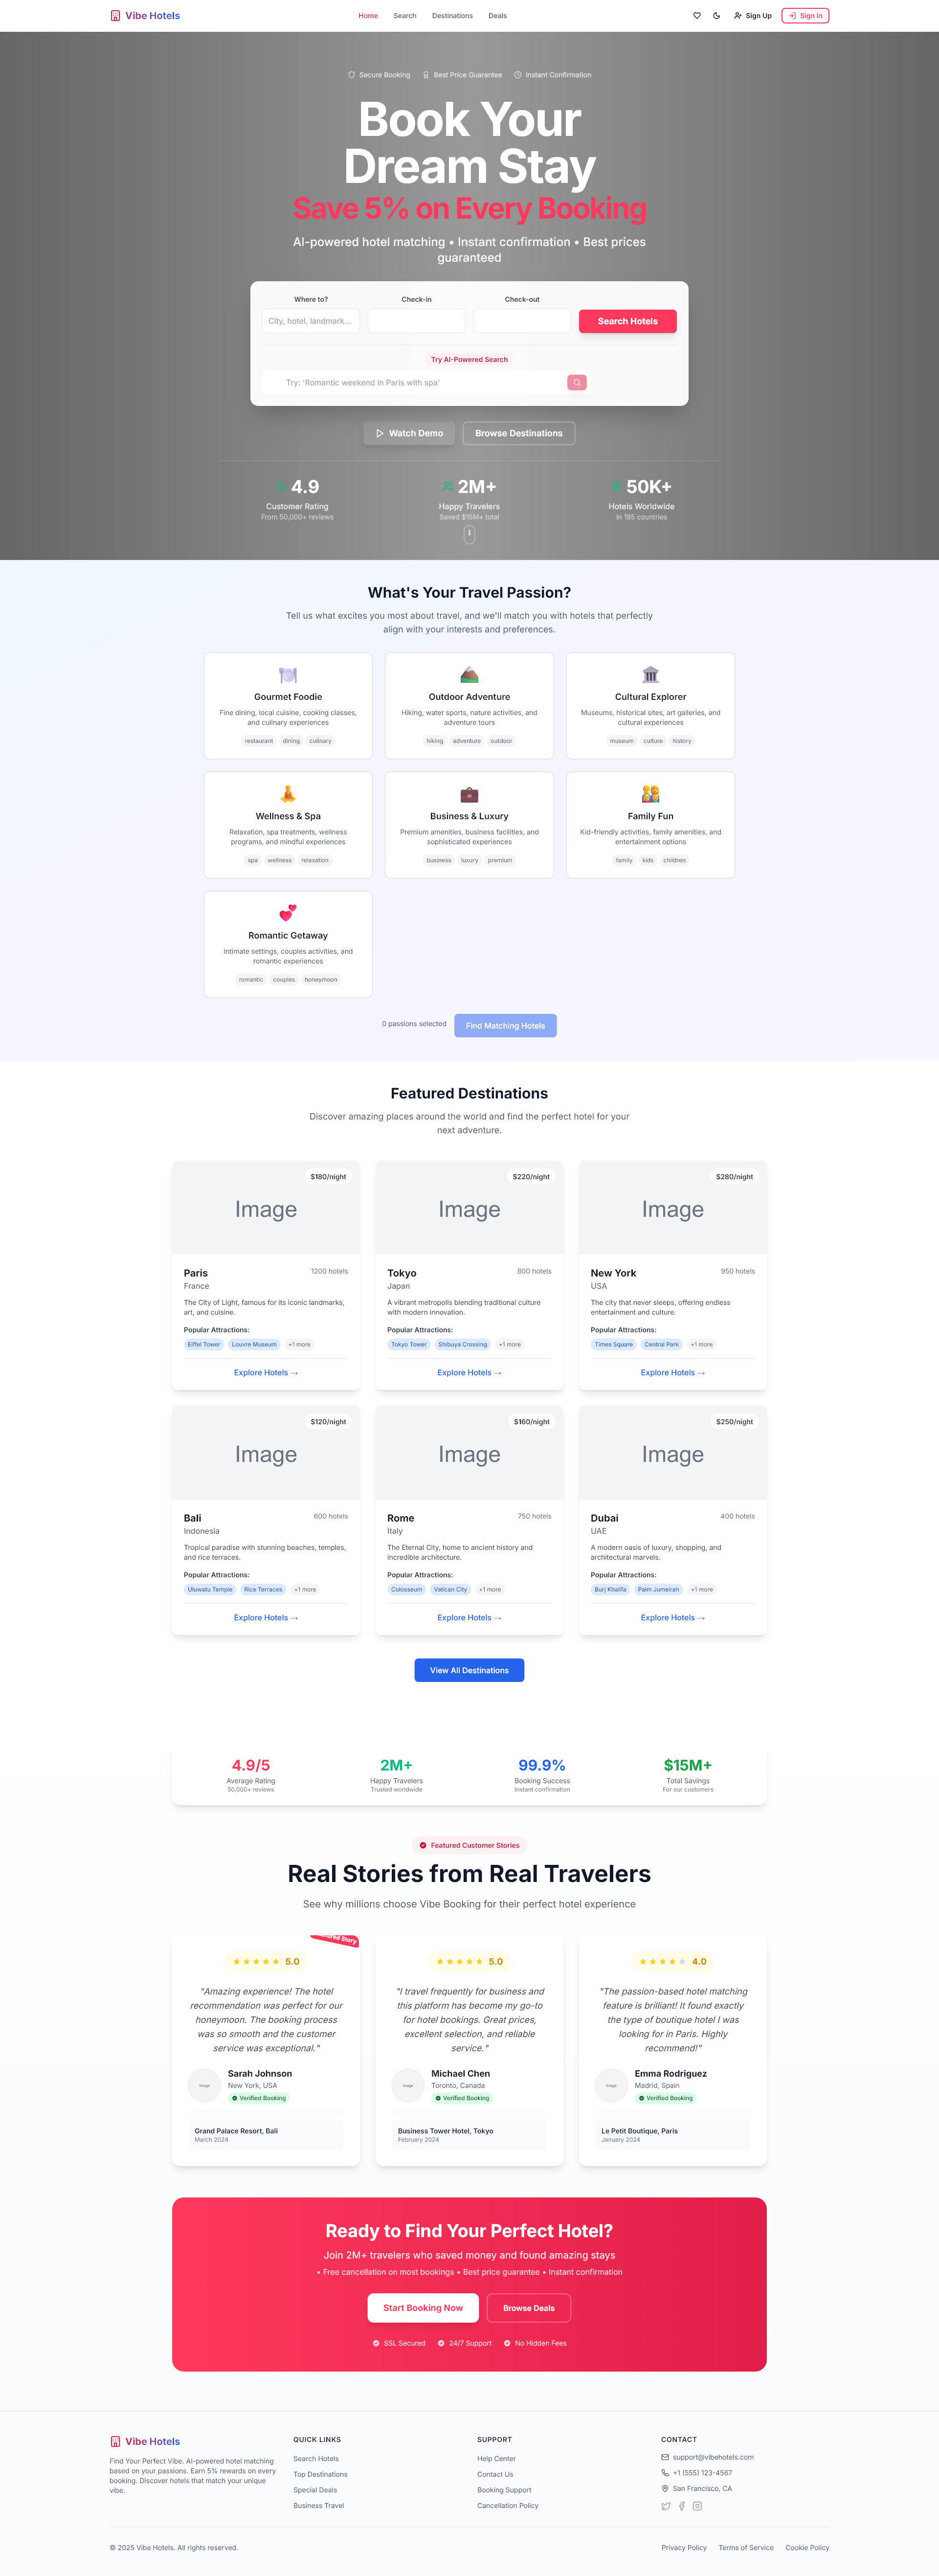 Vibe Hotels
Home Search Destinations Deals
Sign Up Sign In
Secure Booking Best Price Guarantee Instant Confirmation
Book Your
Dream Stay
Save 5% on Every Booking
AI-powered hotel matching • Instant confirmation • Best prices
guaranteed
Where to? Check-in Check-out
City, hotel, landmark... Search Hotels
Try AI-Powered Search
Try: 'Romantic weekend in Paris with spa'
Watch Demo Browse Destinations
4.9 2M+ 50K+
Customer Rating Happy Travelers Hotels Worldwide
From 50,000+ reviews Saved $15M+ total In 195 countries
What's Your Travel Passion?
Tell us what excites you most about travel, and we'll match you with hotels that perfectly
align with your interests and preferences.
Gourmet Foodie
Fine dining, local cuisine, cooking classes,
and culinary experiences
restaurant dining culinary
Outdoor Adventure
Hiking, water sports, nature activities, and
adventure tours
hiking adventure outdoor
Cultural Explorer
Museums, historical sites, art galleries, and
cultural experiences
museum culture history
Wellness & Spa
Relaxation, spa treatments, wellness
programs, and mindful experiences
spa wellness relaxation
Business & Luxury
Premium amenities, business facilities, and
sophisticated experiences
business luxury premium
Family Fun
Kid-friendly activities, family amenities, and
entertainment options
family kids children
Romantic Getaway
Intimate settings, couples activities, and
romantic experiences
romantic couples honeymoon
0 passions selected Find Matching Hotels
Featured Destinations
Discover amazing places around the world and find the perfect hotel for your
next adventure.
$180/night
Image
Paris 1200 hotels
France
The City of Light, famous for its iconic landmarks,
art, and cuisine.
Popular Attractions:
Eiffel Tower Louvre Museum +1 more
Explore Hotels →
$220/night
Image
Tokyo 800 hotels
Japan
A vibrant metropolis blending traditional culture
with modern innovation.
Popular Attractions:
Tokyo Tower Shibuya Crossing +1 more
Explore Hotels →
$280/night
Image
New York 950 hotels
USA
The city that never sleeps, offering endless
entertainment and culture.
Popular Attractions:
Times Square Central Park +1 more
Explore Hotels →
$120/night
Image
Bali 600 hotels
Indonesia
Tropical paradise with stunning beaches, temples,
and rice terraces.
Popular Attractions:
Uluwatu Temple Rice Terraces +1 more
Explore Hotels →
$160/night
Image
Rome 750 hotels
Italy
The Eternal City, home to ancient history and
incredible architecture.
Popular Attractions:
Colosseum Vatican City +1 more
Explore Hotels →
$250/night
Image
Dubai 400 hotels
UAE
A modern oasis of luxury, shopping, and
architectural marvels.
Popular Attractions:
Burj Khalifa Palm Jumeirah +1 more
Explore Hotels →
View All Destinations
4.9/5 2M+ 99.9% $15M+
Average Rating Happy Travelers Booking Success Total Savings
50,000+ reviews Trusted worldwide Instant confirmation For our customers
Featured Customer Stories
Real Stories from Real Travelers
See why millions choose Vibe Booking for their perfect hotel experience
Story
5.0
"Amazing experience! The hotel
recommendation was perfect for our
honeymoon. The booking process
was so smooth and the customer
service was exceptional."
Image
Sarah Johnson
New York, USA
Verified Booking
Grand Palace Resort, Bali
March 2024
5.0
"I travel frequently for business and
this platform has become my go-to
for hotel bookings. Great prices,
excellent selection, and reliable
service."
Image
Michael Chen
Toronto, Canada
Verified Booking
Business Tower Hotel, Tokyo
February 2024
4.0
"The passion-based hotel matching
feature is brilliant! It found exactly
the type of boutique hotel I was
looking for in Paris. Highly
recommend!"
Image
Emma Rodriguez
Madrid, Spain
Verified Booking
Le Petit Boutique, Paris
January 2024
Ready to Find Your Perfect Hotel?
Join 2M+ travelers who saved money and found amazing stays
• Free cancellation on most bookings • Best price guarantee • Instant confirmation
Start Booking Now Browse Deals
SSL Secured 24/7 Support No Hidden Fees
Vibe Hotels
Find Your Perfect Vibe. AI-powered hotel matching
based on your passions. Earn 5% rewards on every
booking. Discover hotels that match your unique
vibe.
QUICK LINKS
Search Hotels
Top Destinations
Special Deals
Business Travel
SUPPORT
Help Center
Contact Us
Booking Support
Cancellation Policy
CONTACT
support@vibehotels.com
+1 (555) 123-4567
San Francisco, CA
© 2025 Vibe Hotels. All rights reserved.
Privacy Policy Terms of Service Cookie Policy